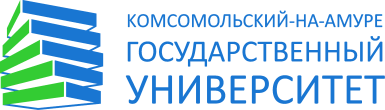 КОМСОМОЛЬСКИЙ-НА-АМУРЕ
ГОСУДАРСТВЕННЫЙ
УНИВЕРСИТЕТ